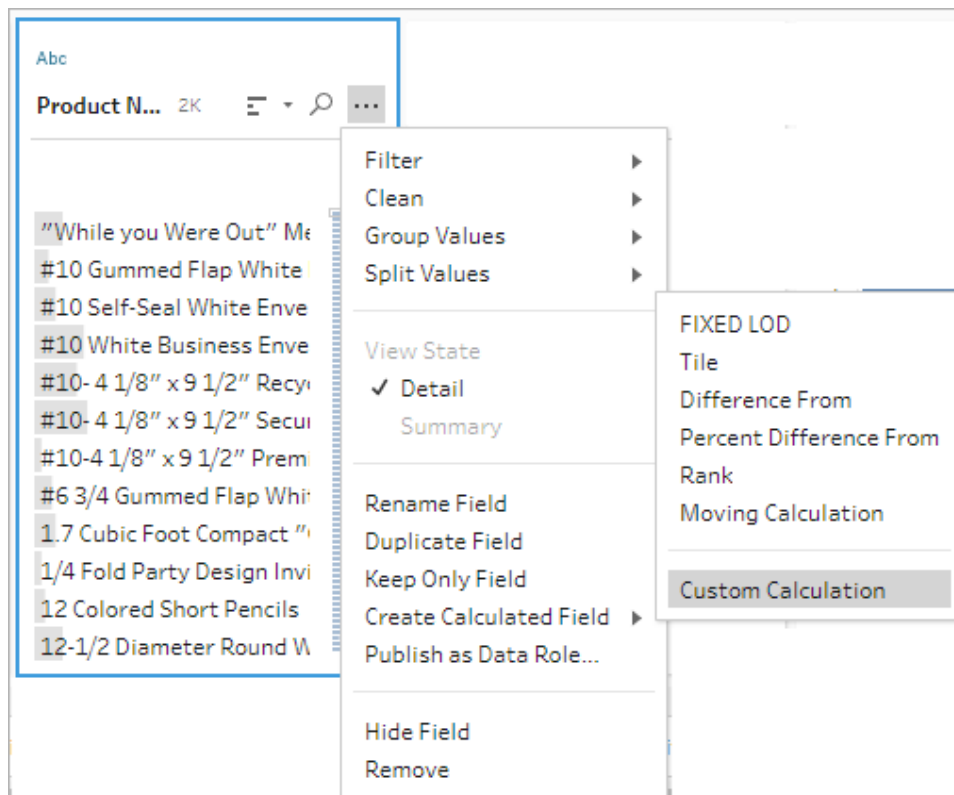 Abc
Product N... 2K
"While you Were Out" Me
#10 Gummed Flap White
#10 Self-Seal White Enve
#10 White Business Enve
#10- 4 1/8" x 9 1/2" Recy
#10- 4 1/8" x 9 1/2" Secur
#10-4 1/8" x 9 1/2" Premi
#6 3/4 Gummed Flap Whit
1.7 Cubic Foot Compact "
1/4 Fold Party Design Invi
12 Colored Short Pencils
12-1/2 Diameter Round W
Filter
Clean
Group Values
Split Values
View State
✓ Detail
Summary
Rename Field
Duplicate Field
Keep Only Field
Create Calculated Field
Publish as Data Role...
Hide Field
Remove
FIXED LOD
Tile
Difference From
Percent Difference From
Rank
Moving Calculation
Custom Calculation